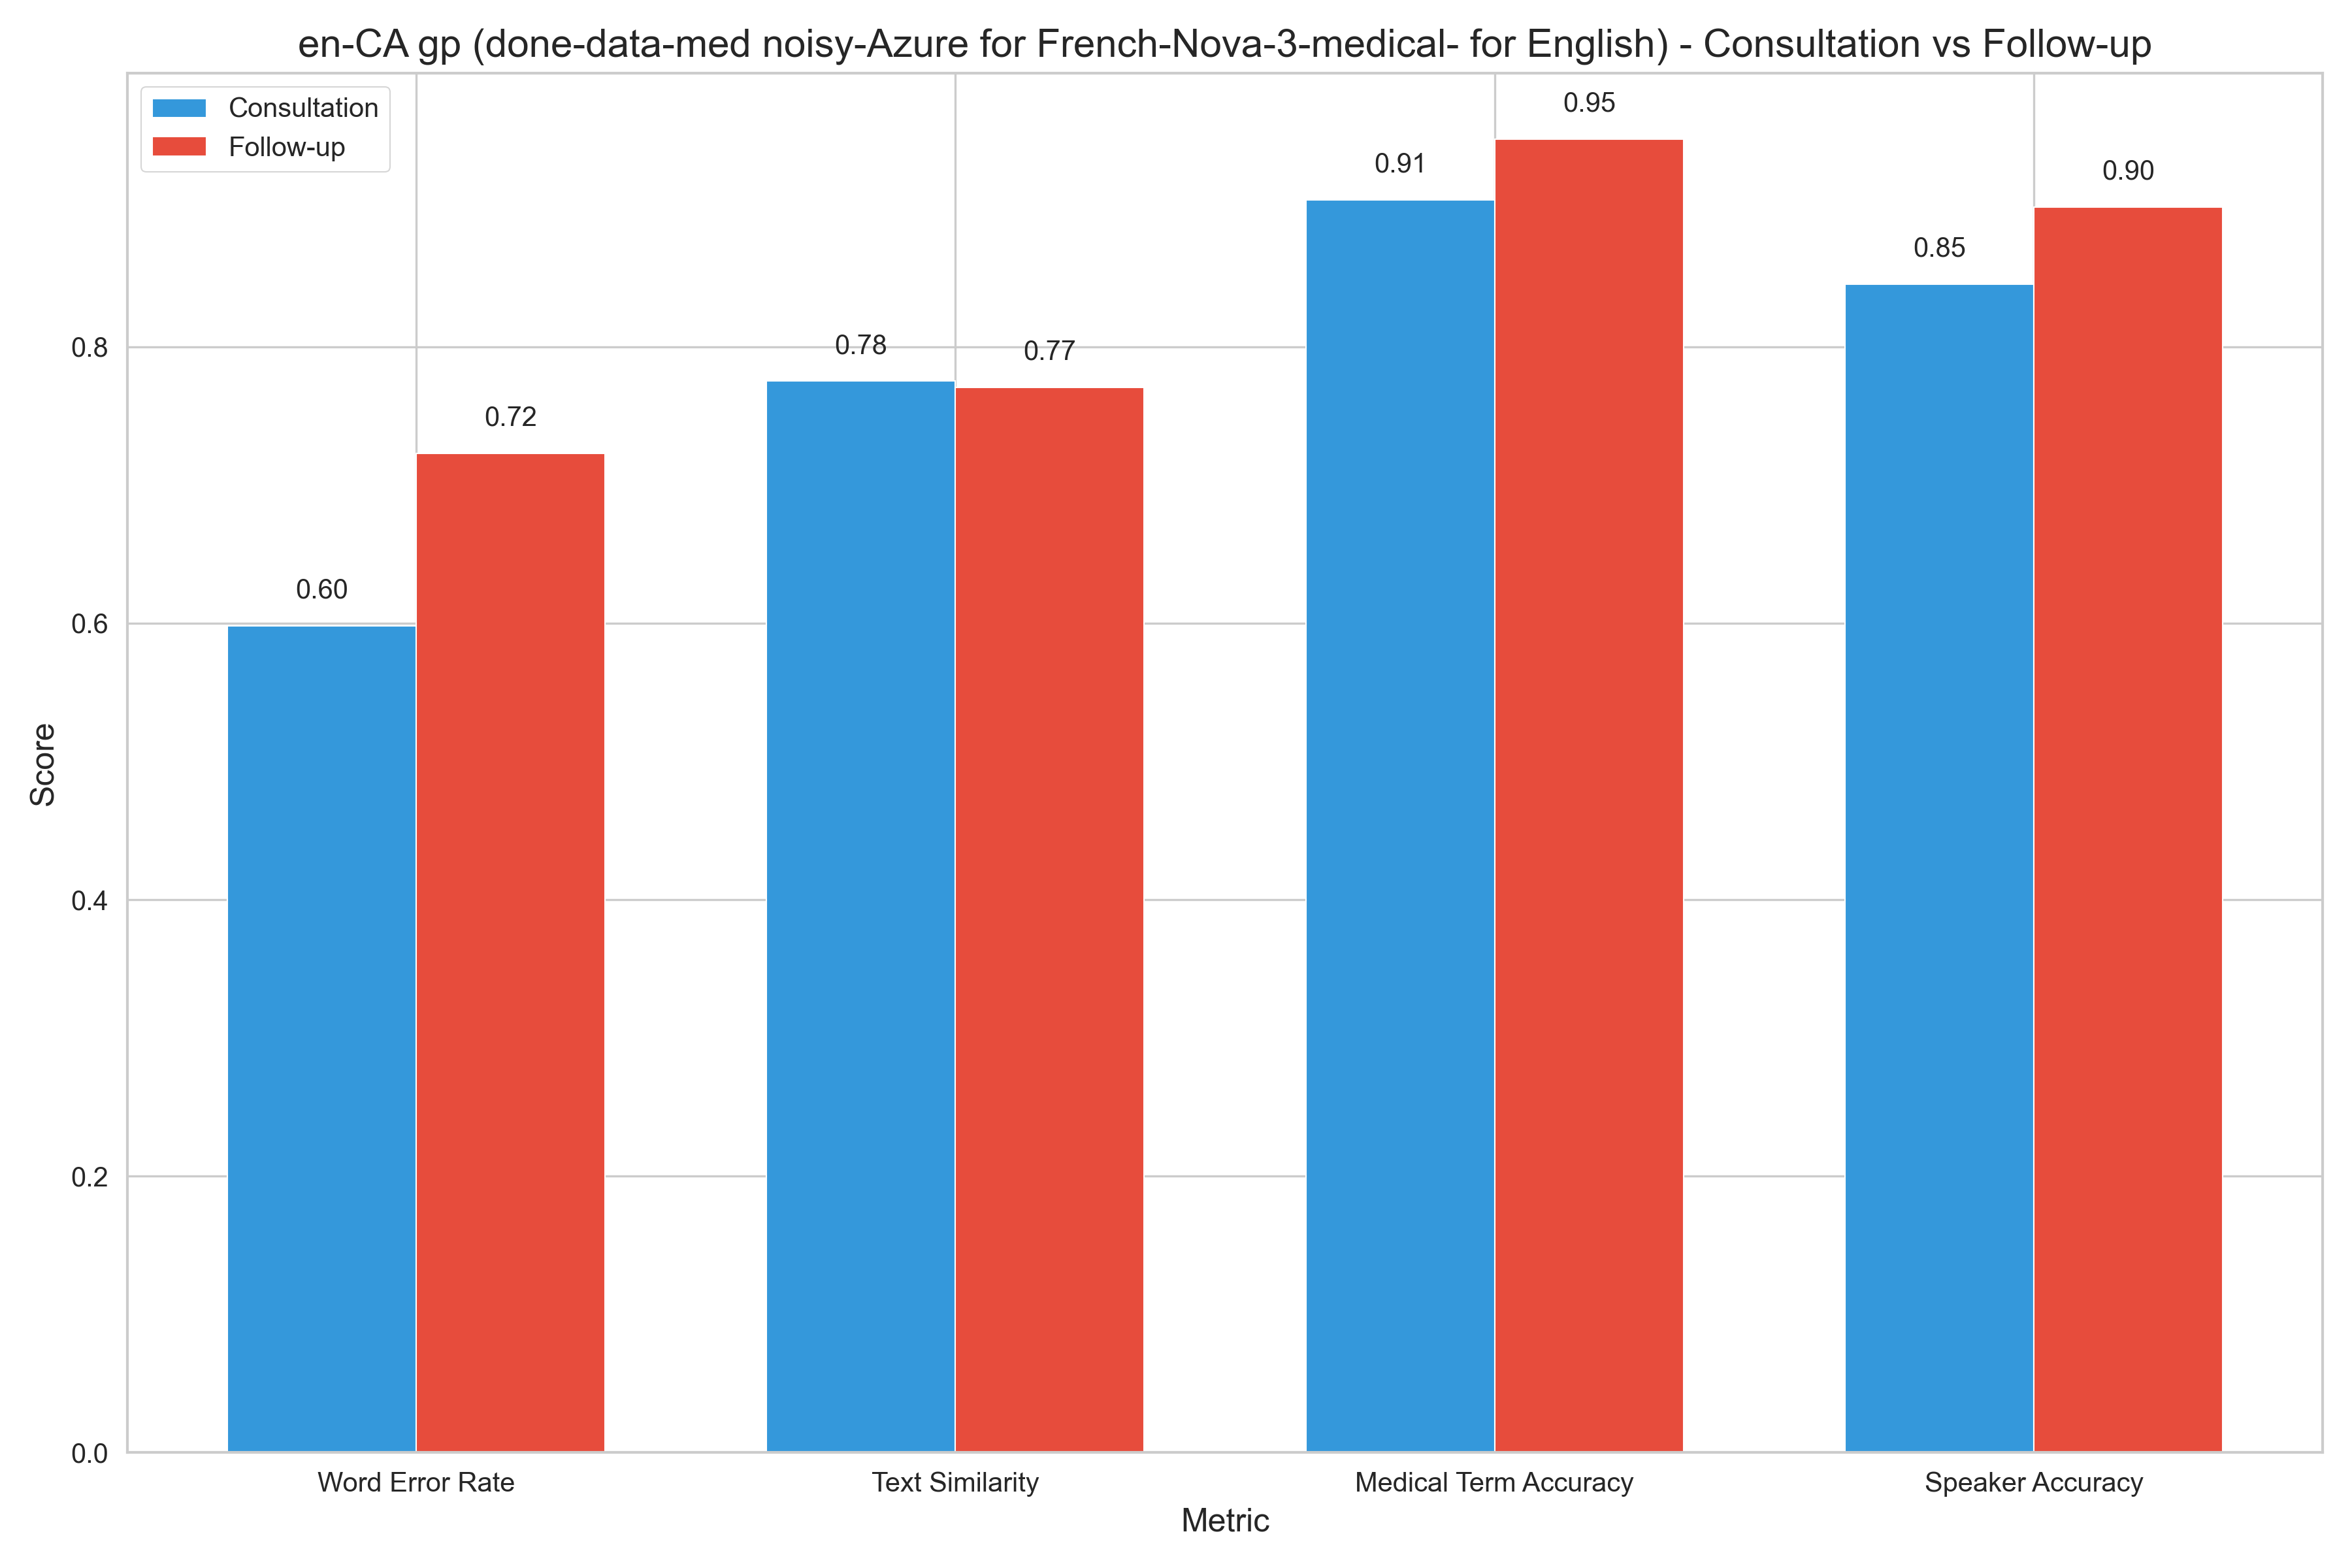 en-CA gp (done-data-med noisy-Azure for French-Nova-3-medical- for English) - Consultation vs Follow-up
Consultation
Follow-up
0.95
0.91
0.90
0.85
0.78
0.77
0.72
0.60
0.8
0.6
0.4
0.2
0.0
Score
Word Error Rate
Text Similarity
Medical Term Accuracy
Speaker Accuracy
Metric